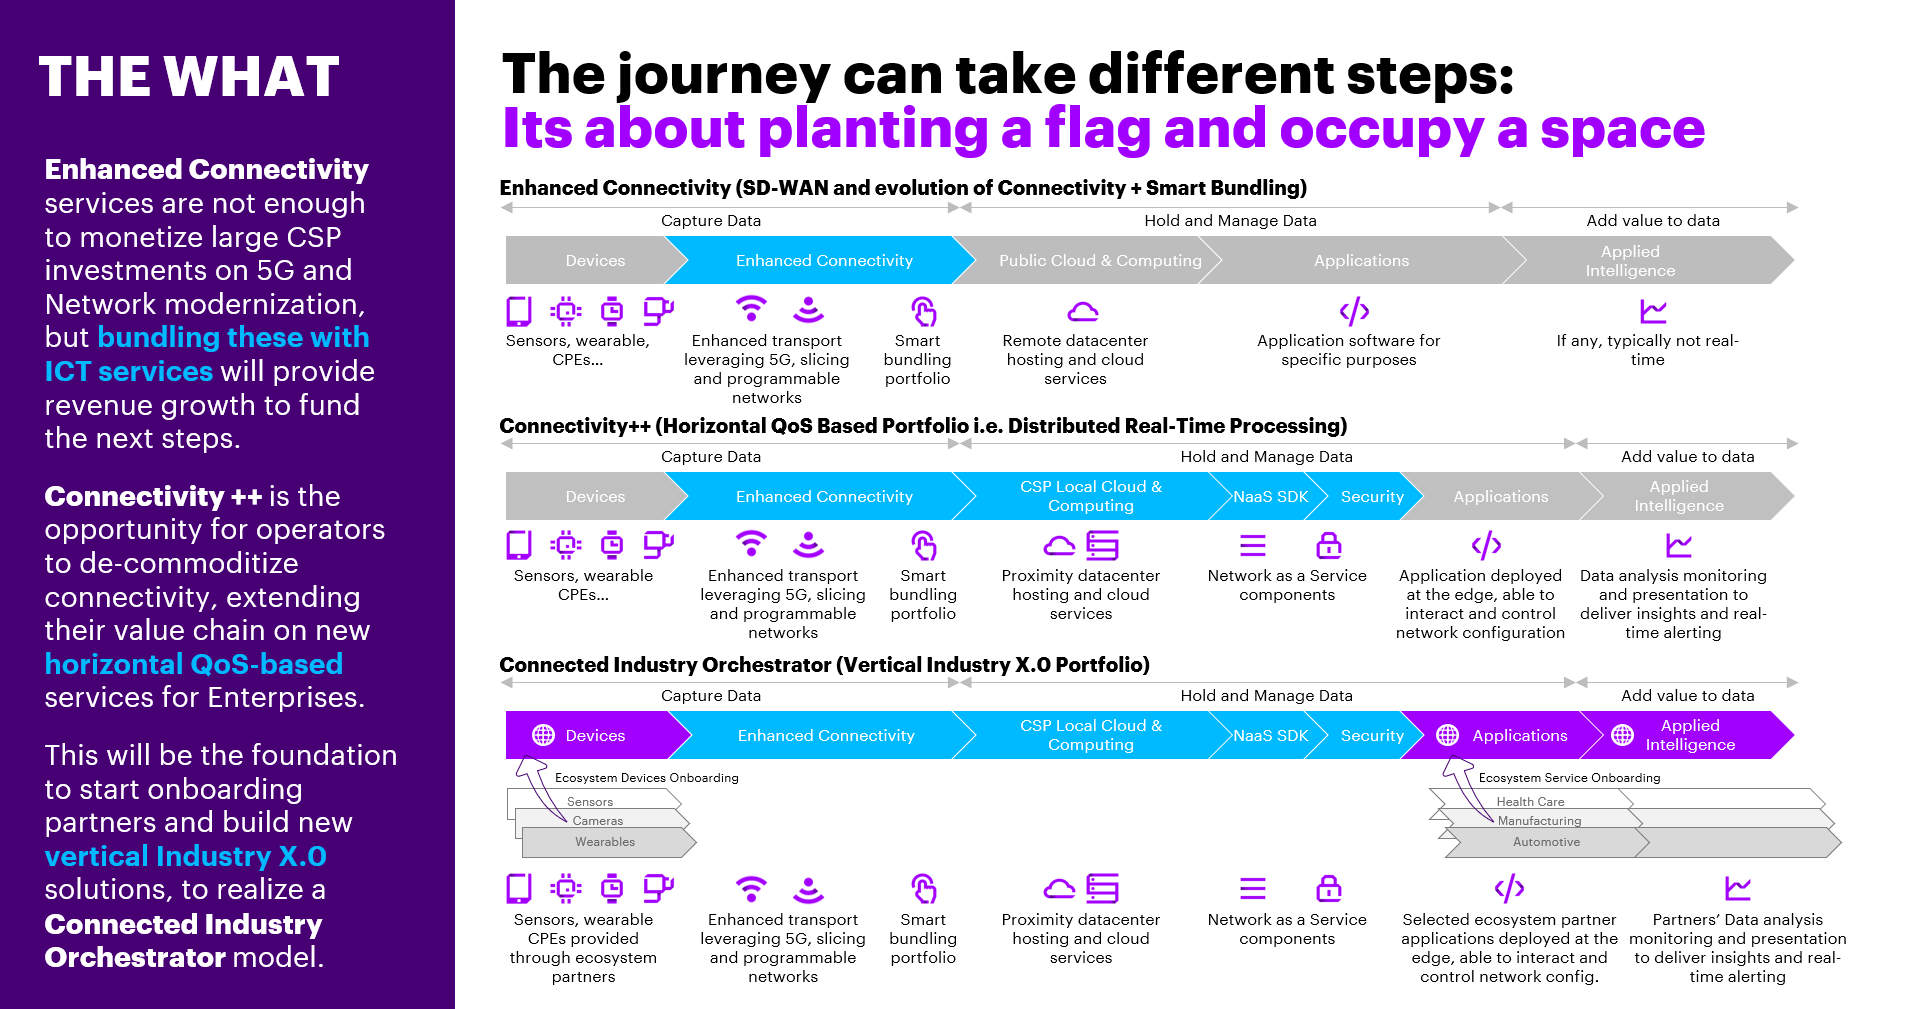 THE WHAT
Enhanced Connectivity
services are not enough
to monetize large CSP
investments on 5G and
Network modernization,
but bundling these with
ICT services will provide
revenue growth to fund
the next steps.
Connectivity ++ is the
opportunity for operators
to de-commoditize
connectivity, extending
their value chain on new
horizontal QoS-based
services for Enterprises.
This will be the foundation
to start onboarding
partners and build new
vertical Industry X.0
solutions, to realize a
Connected Industry
Orchestrator model.
The journey can take different steps:
Its about planting a flag and occupy a space
Enhanced Connectivity (SD-WAN and evolution of Connectivity + Smart Bundling)
Capture Data
Hold and Manage Data
Add value to data
Devices
Enhanced Connectivity
Public Cloud & Computing
Applications
Applied
Intelligence
Sensors, wearable,
CPEs...
Enhanced transport
leveraging 5G, slicing
and programmable
networks
Smart
bundling
portfolio
Remote datacenter
hosting and cloud
services
Application software for
specific purposes
If any, typically not real-
time
Connectivity++ (Horizontal QoS Based Portfolio i.e. Distributed Real-Time Processing)
Capture Data
Hold and Manage Data
Add value to data
Devices
Enhanced Connectivity
CSP Local Cloud &
Computing
NaaS SDK
Security
Applications
Applied
Intelligence
Sensors, wearable
CPEs...
Enhanced transport
leveraging 5G, slicing
and programmable
networks
Smart
bundling
portfolio
Proximity datacenter
hosting and cloud
services
Network as a Service
components
Application deployed
at the edge, able to
interact and control
network configuration
Data analysis monitoring
and presentation to
deliver insights and real-
time alerting
Connected Industry Orchestrator (Vertical Industry X.0 Portfolio)
Capture Data
Hold and Manage Data
Add value to data
Devices
Enhanced Connectivity
CSP Local Cloud &
Computing
NaaS SDK
Security
Applications
Applied
Intelligence
Ecosystem Devices Onboarding
Sensors
Cameras
Wearables
Ecosystem Service Onboarding
Health Care
Manufacturing
Automotive
Sensors, wearable
CPEs provided
through ecosystem
partners
Enhanced transport
leveraging 5G, slicing
and programmable
networks
Smart
bundling
portfolio
Proximity datacenter
hosting and cloud
services
Network as a Service
components
Selected ecosystem partner
applications deployed at the
edge, able to interact and
control network config.
Partners' Data analysis
monitoring and presentation
to deliver insights and real-
time alerting